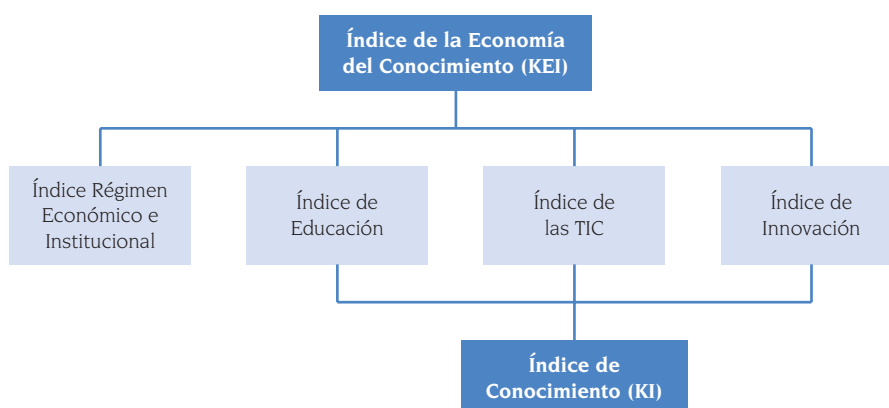 Índice de la Economía
del Conocimiento (KEI)
Índice Régimen
Económico e
Institucional
Índice de
Educación
Índice de
las TIC
Índice de
Innovación
Índice de
Conocimiento (KI)